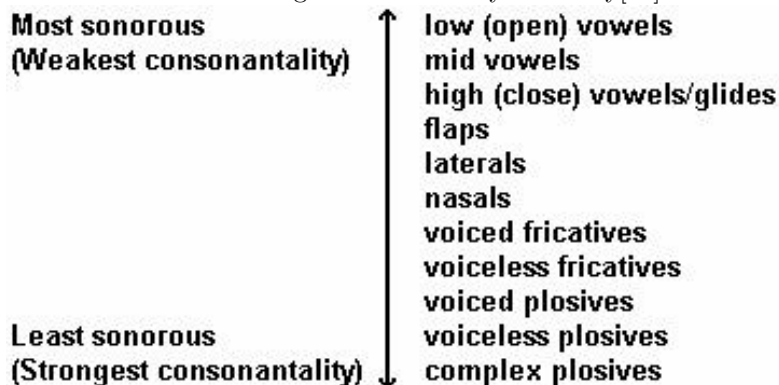 Most sonorous
(Weakest consonantality)
low (open) vowels
mid vowels
high (close) vowels/glides
flaps
laterals
nasals
voiced fricatives
voiceless fricatives
voiced plosives
Least sonorous
(Strongest consonantality)
voiceless plosives
complex plosives